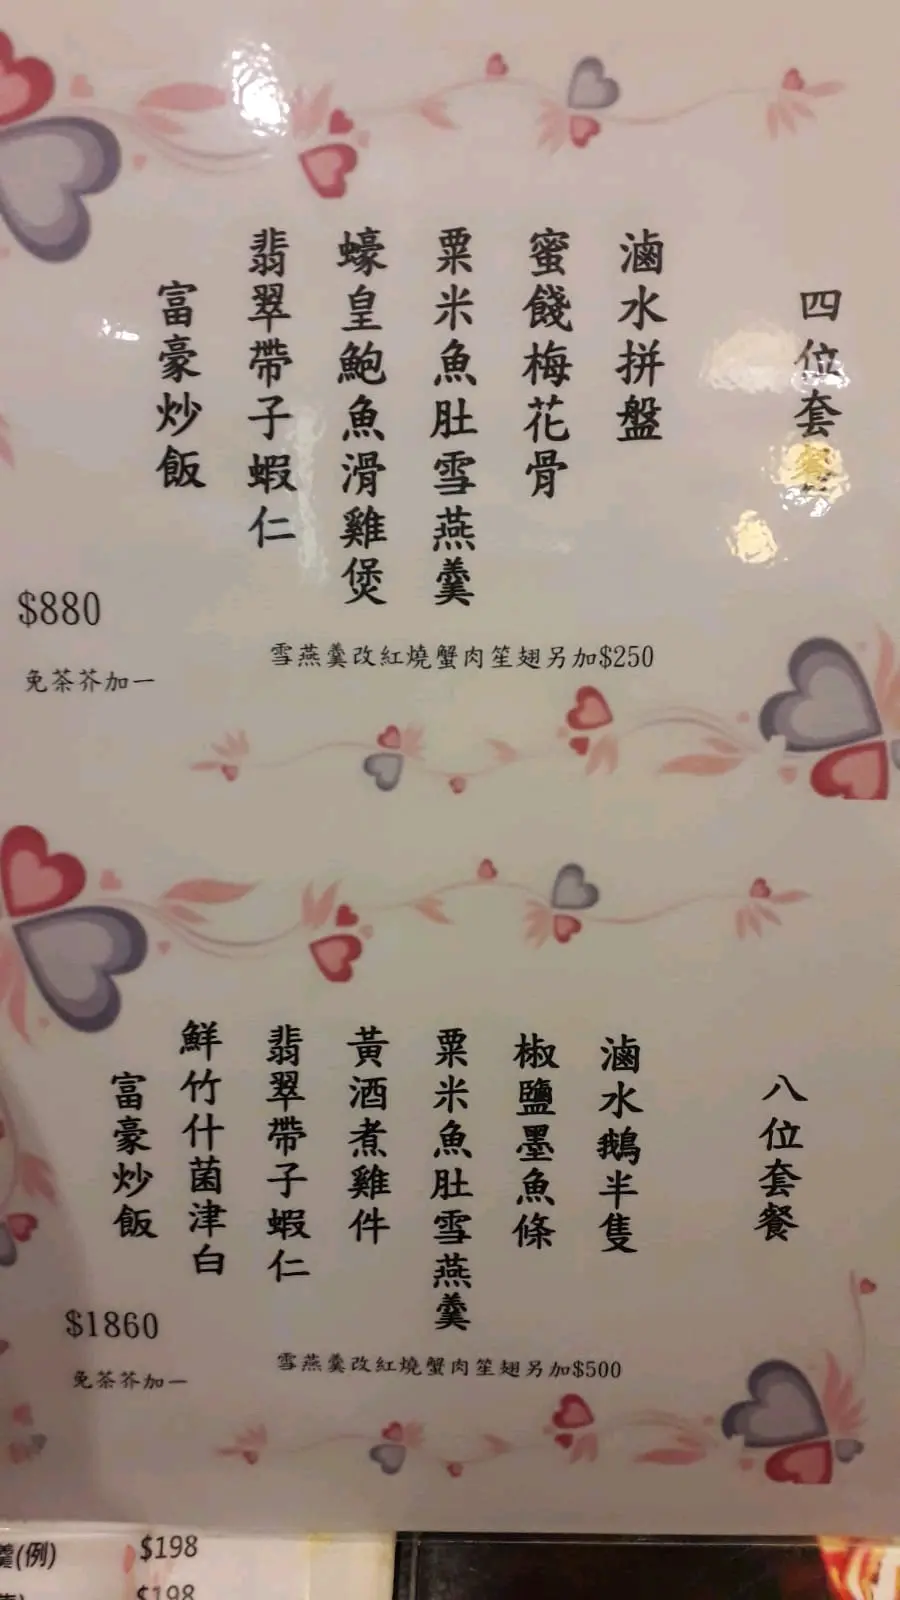 四位套餐
滷水拼盤
蜜餞梅花骨
粟米魚肚雪燕羹
蠔皇鮑魚滑雞煲
翡翠帶子蝦仁
富豪炒飯
$880
免茶芥加一
雪燕羹改紅燒蟹肉笙翅另加$250
八位套餐
滷水鵝半隻
椒鹽墨魚條
粟米魚肚雪燕羹
黃酒煮雞件
翡翠帶子蝦仁
鮮竹什菌津白
富豪炒飯
$1860
免茶芥加一
雪燕羹改紅燒蟹肉笙翅另加$500
羹(例) $198
$198